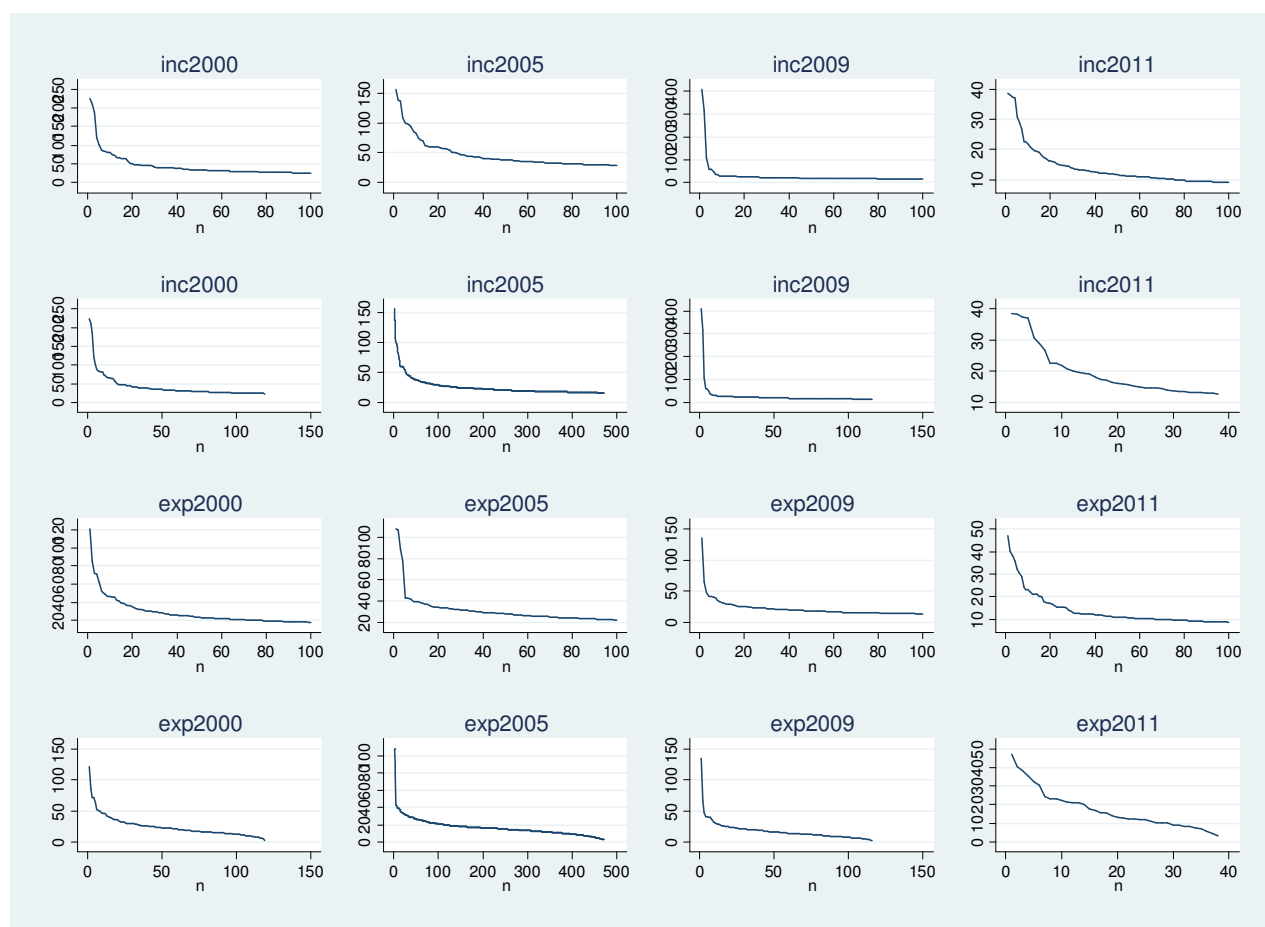 inc2000 inc2005 inc2009 inc2011
0 50 100 150 200 250
0 20 40 60 80 100
n
0 50 100 150
0 20 40 60 80 100
n
0 100 200 300 400
0 20 40 60 80 100
n
10 20 30 40
0 20 40 60 80 100
n
inc2000 inc2005 inc2009 inc2011
0 50 100 150 200 250
0 50 100 150
n
0 50 100 150
0 100 200 300 400 500
n
0 100 200 300 400
0 50 100 150
n
10 20 30 40
0 10 20 30 40
n
exp2000 exp2005 exp2009 exp2011
20 40 60 80 100 120
0 20 40 60 80 100
n
20 40 60 80 100
0 20 40 60 80 100
n
0 50 100 150
0 20 40 60 80 100
n
10 20 30 40 50
0 20 40 60 80 100
n
exp2000 exp2005 exp2009 exp2011
0 50 100 150
0 50 100 150
n
0 20 40 60 80 100
0 100 200 300 400 500
n
0 50 100 150
0 50 100 150
n
0 10 20 30 40 50
0 10 20 30 40
n